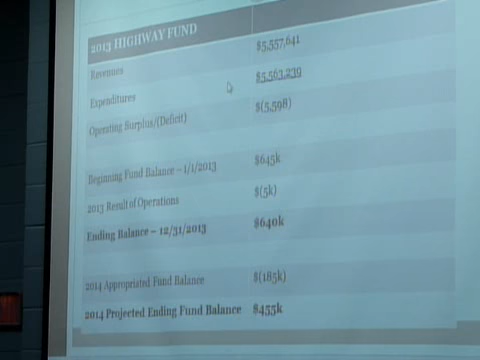 2013 HIGHWAY FUND
Revenues $5,557,641
Expenditures $5,563,239
Operating Surplus/(Deficit) $(5,598)
Beginning Fund Balance – 1/1/2013 $645k
2013 Result of Operations $(5k)
Ending Balance – 12/31/2013 $640k
2014 Appropriated Fund Balance $(185k)
2014 Projected Ending Fund Balance $455k